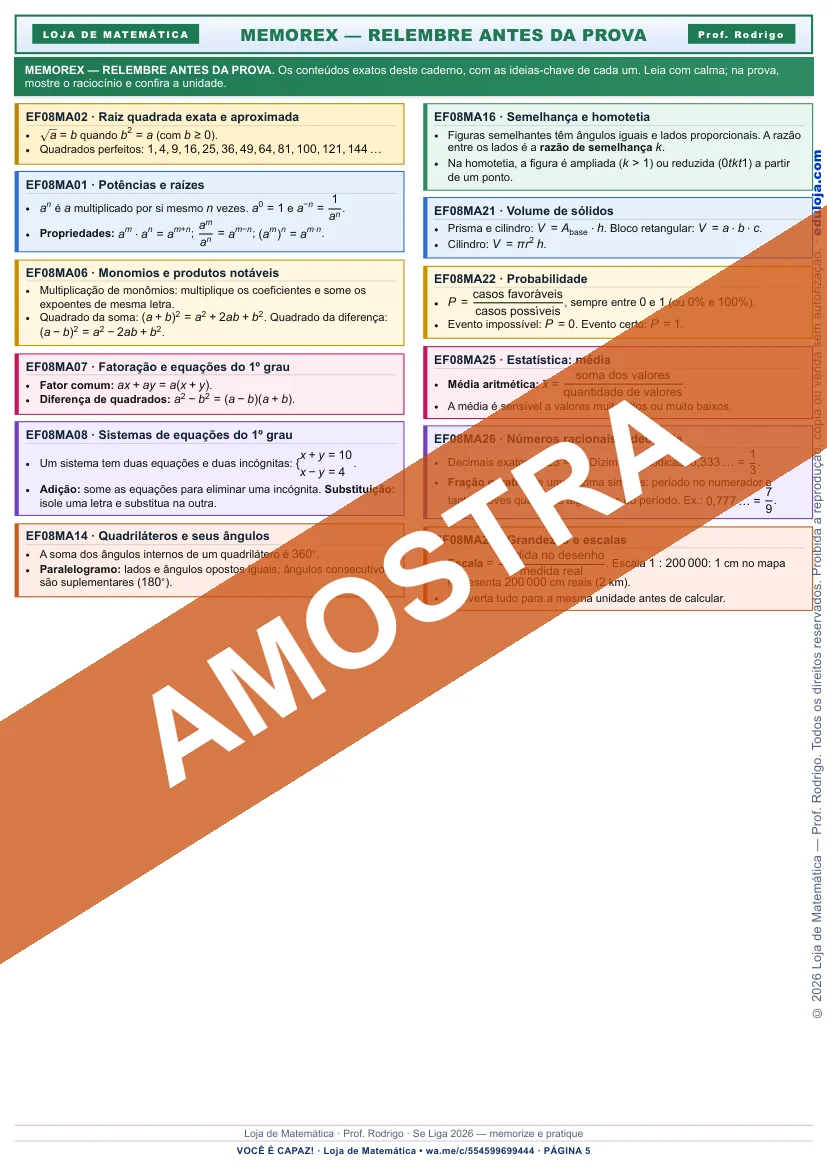 LOJA DE MATEMÁTICA
MEMOREX — RELEMBRE ANTES DA PROVA
Prof. Rodrigo
MEMOREX — RELEMBRE ANTES DA PROVA. Os conteúdos exatos deste caderno, com as ideias-chave de cada um. Leia com calma; na prova,
mostre o raciocínio e confira a unidade.
EF08MA02 · Raiz quadrada exata e aproximada
• √a = b quando b² = a (com b ≥ 0).
• Quadrados perfeitos: 1, 4, 9, 16, 25, 36, 49, 64, 81, 100, 121, 144 …
EF08MA01 · Potências e raízes
• aⁿ é a multiplicado por si mesmo n vezes. a⁰ = 1 e a⁻ⁿ = 1/aⁿ.
• Propriedades: aᵐ · aⁿ = aᵐ⁺ⁿ; aᵐ/aⁿ = aᵐ⁻ⁿ; (aᵐ)ⁿ = aᵐ·ⁿ.
EF08MA06 · Monomios e produtos notáveis
• Multiplicação de monômios: multiplique os coeficientes e some os
expoentes de mesma letra.
• Quadrado da soma: (a + b)² = a² + 2ab + b². Quadrado da diferença:
(a − b)² = a² − 2ab + b².
EF08MA07 · Fatoração e equações do 1º grau
• Fator comum: ax + ay = a(x + y).
• Diferença de quadrados: a² − b² = (a − b)(a + b).
EF08MA08 · Sistemas de equações do 1º grau
• Um sistema tem duas equações e duas incógnitas: { x + y = 10
x − y = 4 .
• Adição: some as equações para eliminar uma incógnita. Substituição:
isole uma letra e substitua na outra.
EF08MA14 · Quadriláteros e seus ângulos
• A soma dos ângulos internos de um quadrilátero é 360°.
• Paralelogramo: lados e ângulos opostos iguais; ângulos consecutivos
são suplementares (180°).
EF08MA16 · Semelhança e homotetia
• Figuras semelhantes têm ângulos iguais e lados proporcionais. A razão
entre os lados é a razão de semelhança k.
• Na homotetia, a figura é ampliada (k > 1) ou reduzida (0tkt1) a partir
de um ponto.
EF08MA21 · Volume de sólidos
• Prisma e cilindro: V = A_base · h. Bloco retangular: V = a · b · c.
• Cilindro: V = πr² h.
EF08MA22 · Probabilidade
• P = casos favoráveis / casos possíveis, sempre entre 0 e 1 (ou 0% e 100%).
• Evento impossível: P = 0. Evento certo: P = 1.
EF08MA25 · Estatística: média
• Média aritmética: x̄ = soma dos valores / quantidade de valores.
• A média é sensível a valores muito altos ou muito baixos.
EF08MA26 · Números racionais
• Decimais 0,333 … = 1/3.
• Fração período no numerador e
período. Ex.: 0,777 … = 7/9.
Grandezas e escalas
• Escala = medida no desenho / medida real. Escala 1 : 200 000: 1 cm no mapa
200 000 cm reais (2 km).
• tudo para a mesma unidade antes de calcular.
AMOSTRA
© 2026 Loja de Matemática — Prof. Rodrigo. Todos os direitos reservados. Proibida a reprodução, cópia ou venda sem autorização. · eduloja.com
Loja de Matemática · Prof. Rodrigo · Se Liga 2026 — memorize e pratique
VOCÊ É CAPAZ! · Loja de Matemática • wa.me/c/554599699444 · PÁGINA 5